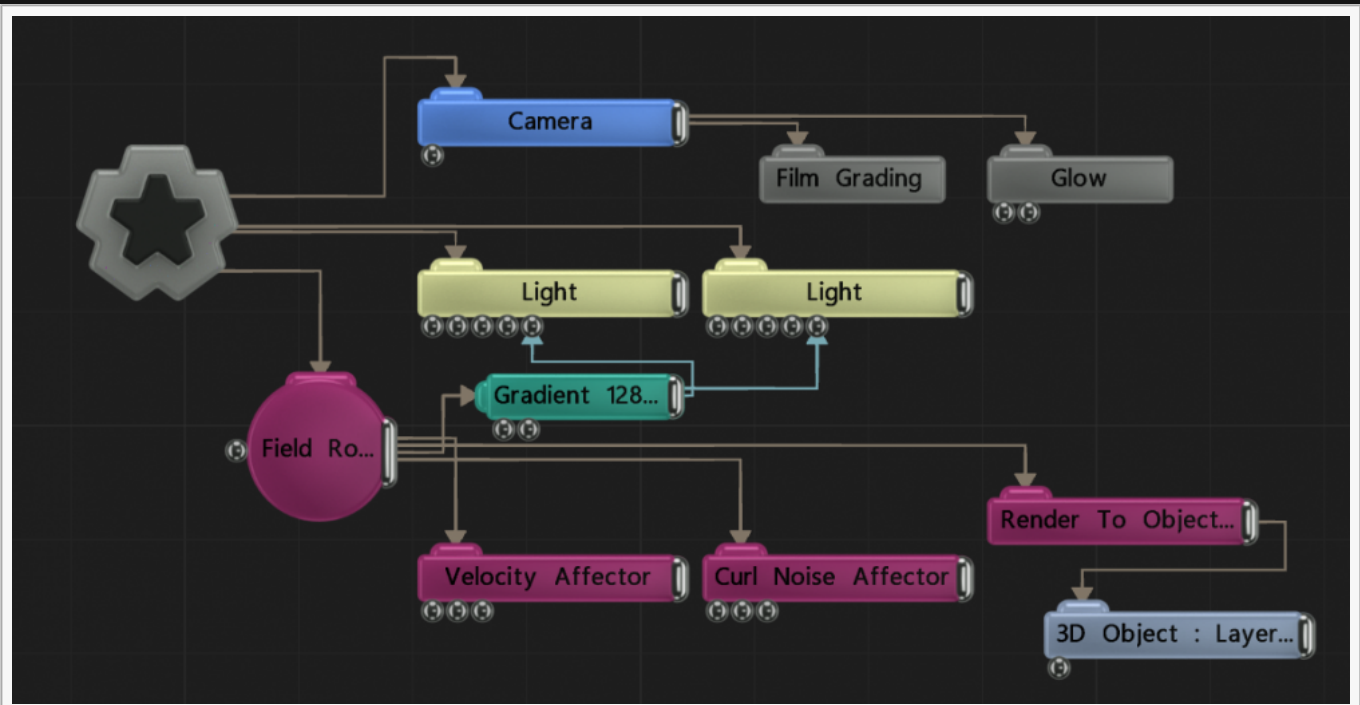 Camera
Film Grading
Glow
Light
Light
Gradient 128...
Field Ro...
Render To Object...
Velocity Affector
Curl Noise Affector
3D Object : Layer...